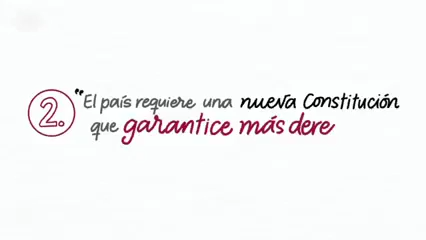 2. "El país requiere una nueva Constitución
que garantice más dere